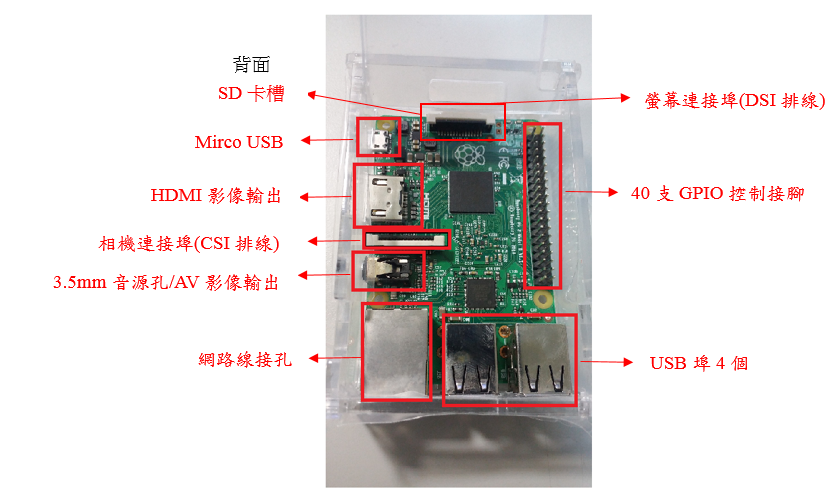 背面
SD 卡槽
螢幕連接埠(DSI 排線)
Mirco USB
HDMI 影像輸出
40 支 GPIO 控制接腳
相機連接埠(CSI 排線)
3.5mm 音源孔/AV 影像輸出
網路線接孔
USB 埠 4 個
HDMI